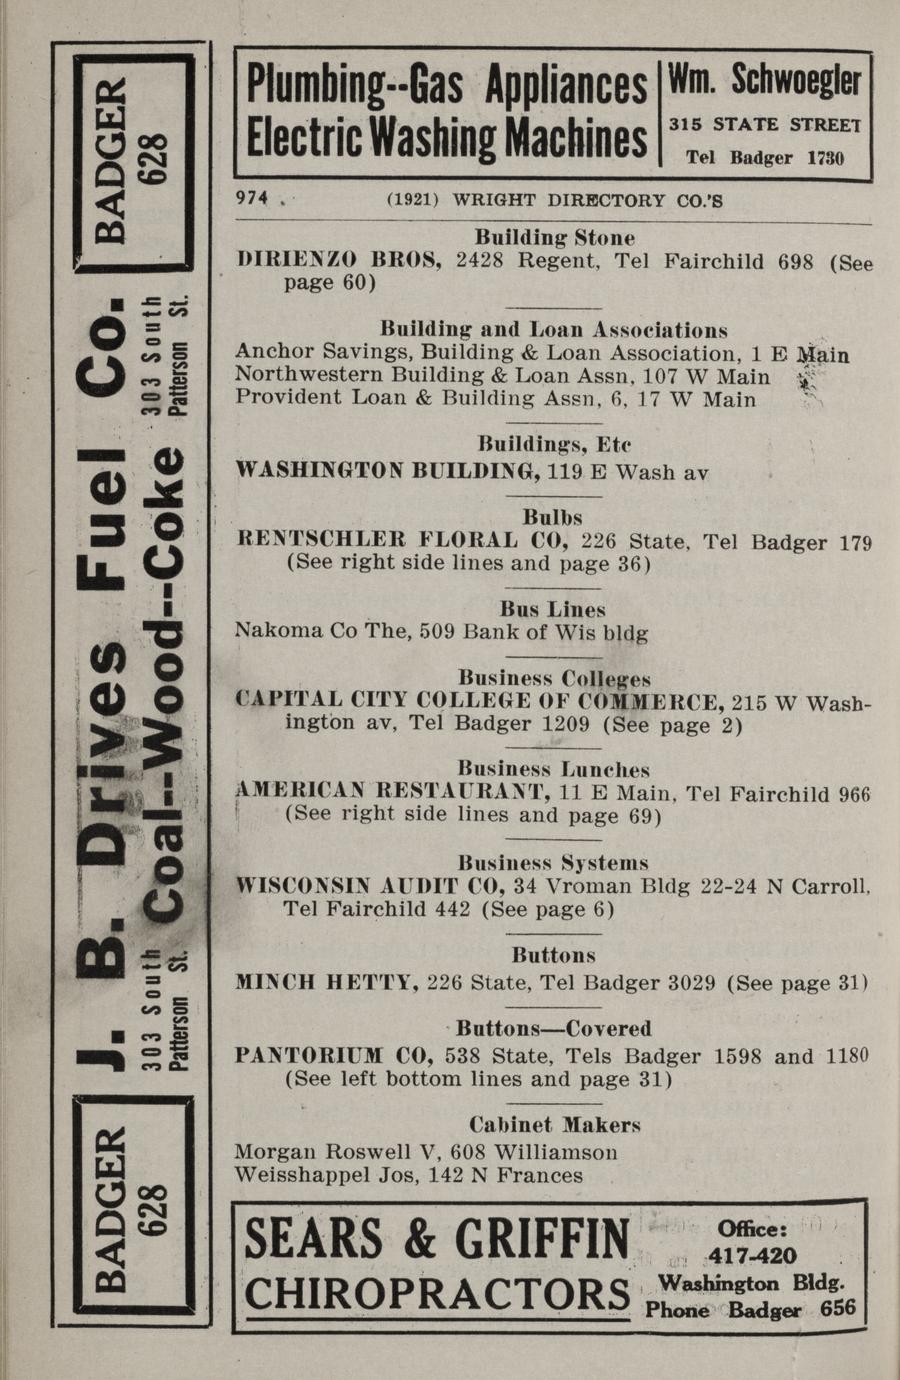 Plumbing--Gas Appliances
Electric Washing Machines
Wm. Schwoegler
315 STATE STREET
Tel Badger 1730
974
(1921) WRIGHT DIRECTORY CO.'S
Building Stone
DIRIENZO BROS, 2428 Regent, Tel Fairchild 698 (See
page 60)
Building and Loan Associations
Anchor Savings, Building & Loan Association, 1 E Main
Northwestern Building & Loan Assn, 107 W Main
Provident Loan & Building Assn, 6, 17 W Main
Buildings, Etc
WASHINGTON BUILDING, 119 E Wash av
Bulbs
RENTSCHLER FLORAL CO, 226 State, Tel Badger 179
(See right side lines and page 36)
Bus Lines
Nakoma Co The, 509 Bank of Wis bldg
Business Colleges
CAPITAL CITY COLLEGE OF COMMERCE, 215 W Wash-
ington av, Tel Badger 1209 (See page 2)
Business Lunches
AMERICAN RESTAURANT, 11 E Main, Tel Fairchild 966
(See right side lines and page 69)
Business Systems
WISCONSIN AUDIT CO, 34 Vroman Bldg 22-24 N Carroll,
Tel Fairchild 442 (See page 6)
Buttons
MINCH HETTY, 226 State, Tel Badger 3029 (See page 31)
Buttons—Covered
PANTORIUM CO, 538 State, Tels Badger 1598 and 1180
(See left bottom lines and page 31)
Cabinet Makers
Morgan Roswell V, 608 Williamson
Weisshappel Jos, 142 N Frances
SEARS & GRIFFIN
CHIROPRACTORS
Office:
417-420
Washington Bldg.
Phone Badger 656
BADGER
628
J. B. Drives Fuel Co.
303 South
Patterson St.
Coal--Wood--Coke
303 South
Patterson St.
BADGER
628